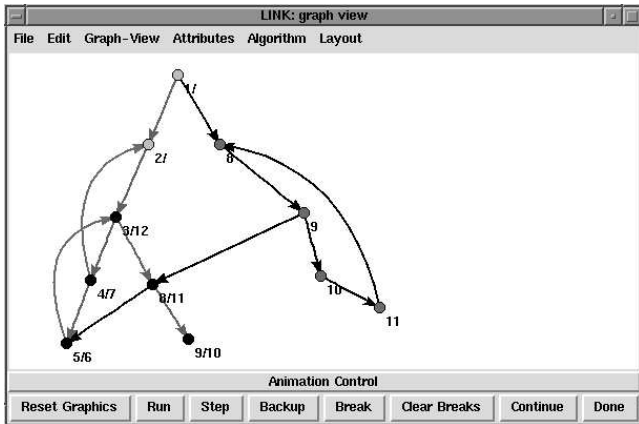 LINK: graph view
File Edit Graph-View Attributes Algorithm Layout
1/
2/
8
3/12
9
4/7
8/11
10
11
5/6
9/10
Animation Control
Reset Graphics Run Step Backup Break Clear Breaks Continue Done